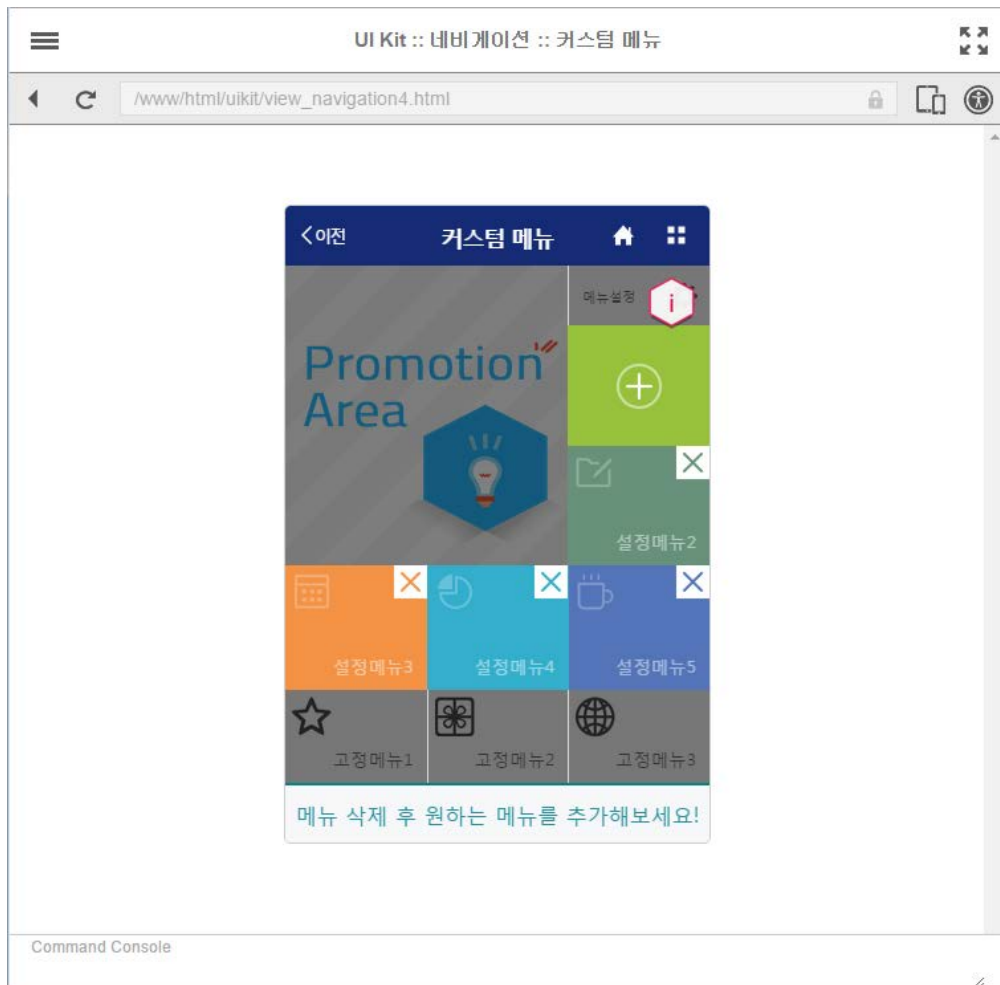 UI Kit :: 네비게이션 :: 커스텀 메뉴
/www/html/uikit/view_navigation4.html
이전
커스텀 메뉴
메뉴설정
i
Promotion
Area
설정메뉴2
설정메뉴3
설정메뉴4
설정메뉴5
고정메뉴1
고정메뉴2
고정메뉴3
메뉴 삭제 후 원하는 메뉴를 추가해보세요!
Command Console